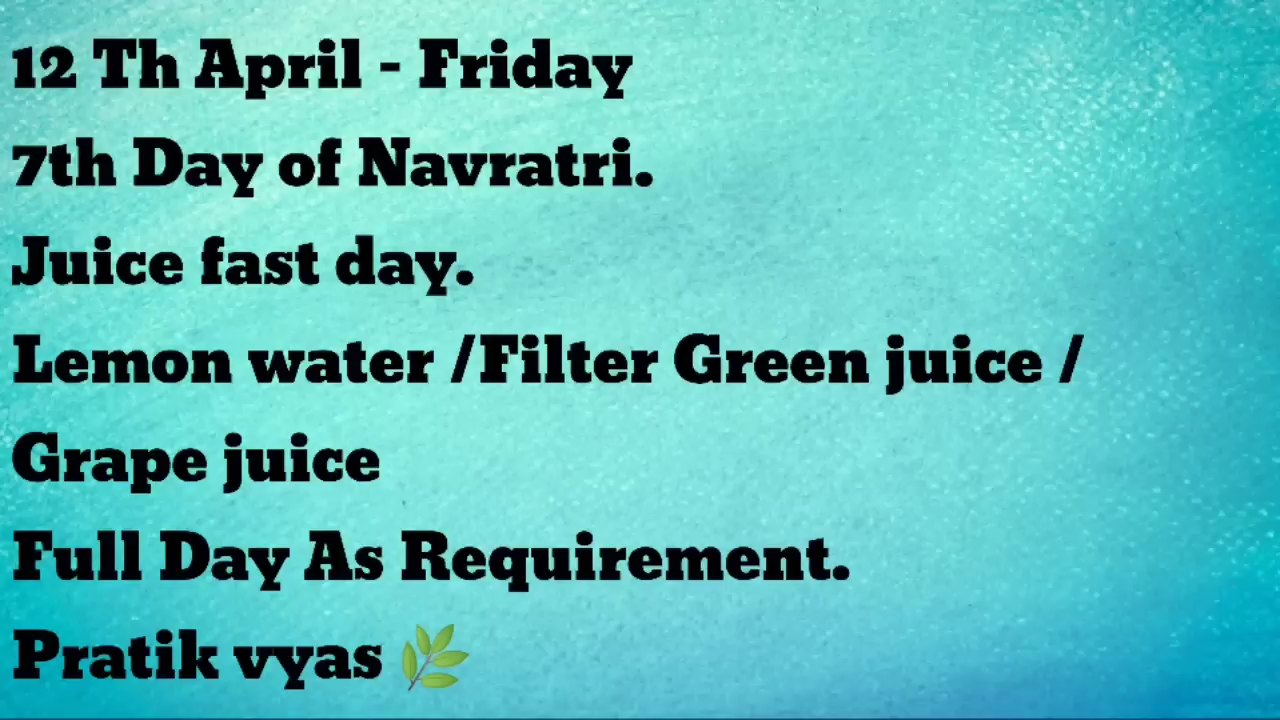 12 Th April - Friday
7th Day of Navratri.
Juice fast day.
Lemon water /Filter Green juice /
Grape juice
Full Day As Requirement.
Pratik vyas 🌿